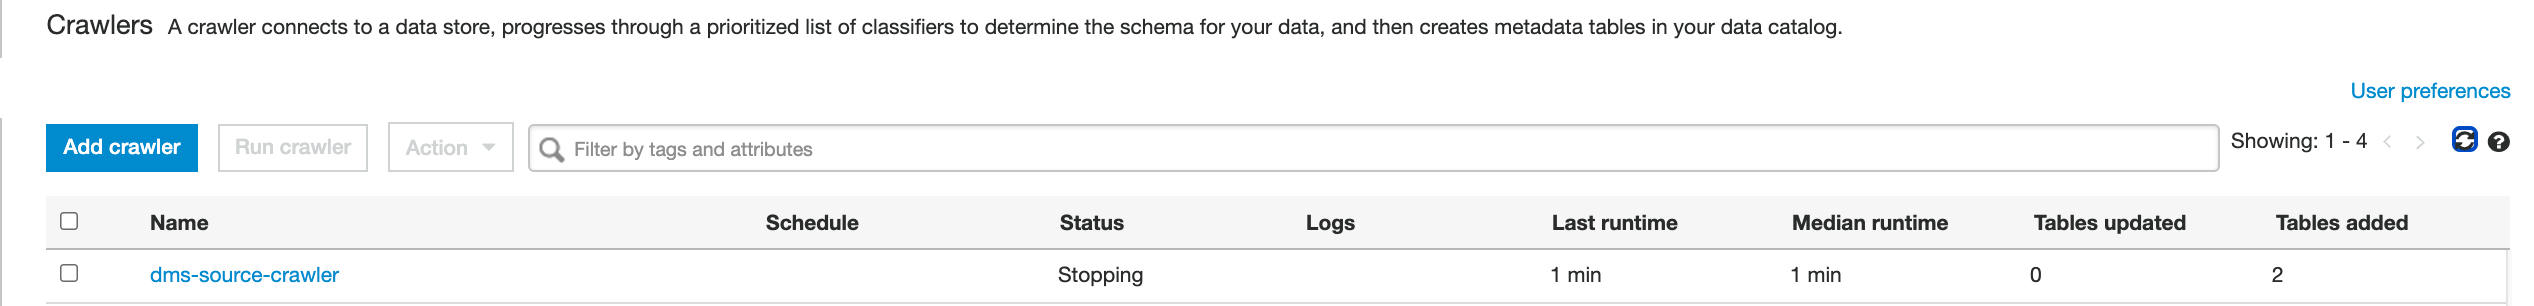 Crawlers A crawler connects to a data store, progresses through a prioritized list of classifiers to determine the schema for your data, and then creates metadata tables in your data catalog.
User preferences
Add crawler Run crawler Action Filter by tags and attributes Showing: 1 - 4 < > ?
Name Schedule Status Logs Last runtime Median runtime Tables updated Tables added
dms-source-crawler Stopping 1 min 1 min 0 2